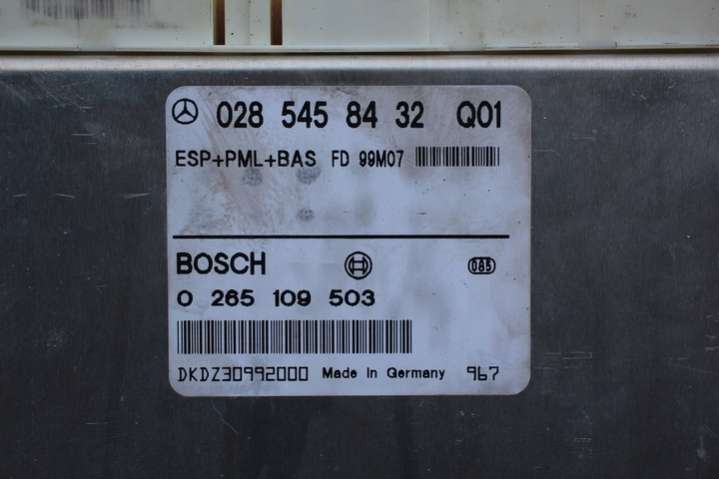 028 545 84 32 Q01
ESP+PML+BAS FD 99M07
BOSCH 085
0 265 109 503
DKDZ30992000 Made in Germany 967